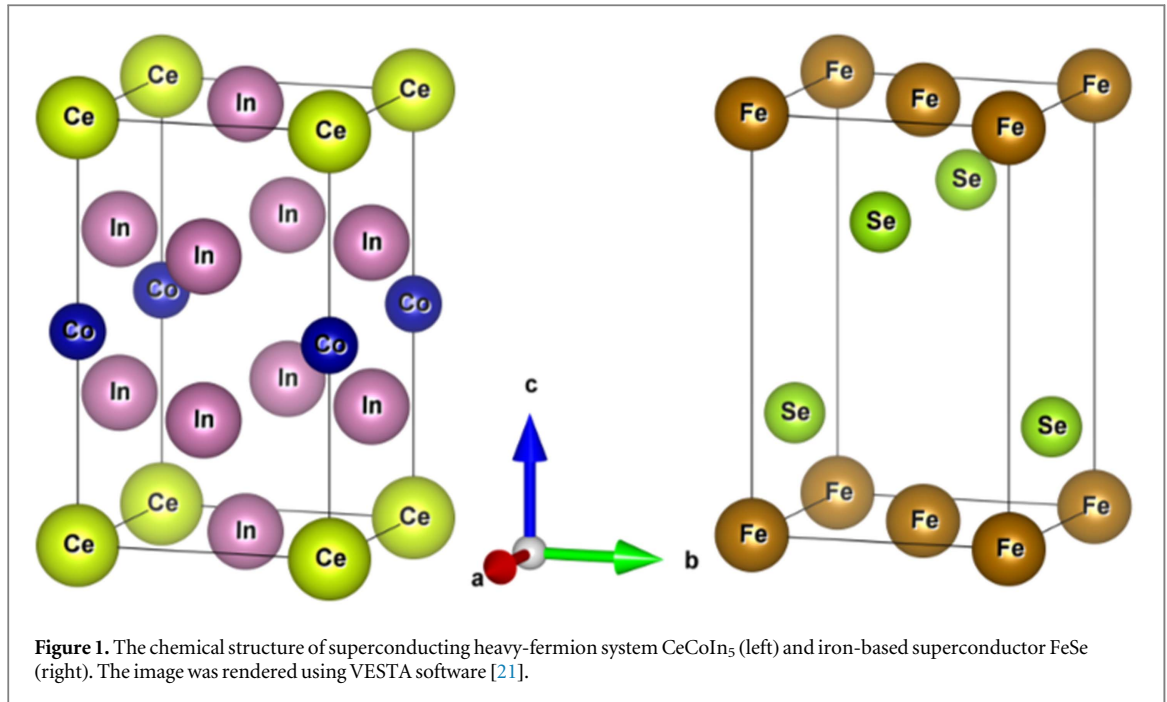 Ce Ce Fe Fe
In Fe
Ce Ce Fe Fe
Se
In In Se
In In
Co Co
Co Co
In In
In In Se Se
c
Ce Ce Fe Fe
In Fe
Ce Ce Fe Fe
a b
Figure 1. The chemical structure of superconducting heavy-fermion system CeCoIn₅ (left) and iron-based superconductor FeSe
(right). The image was rendered using VESTA software [21].